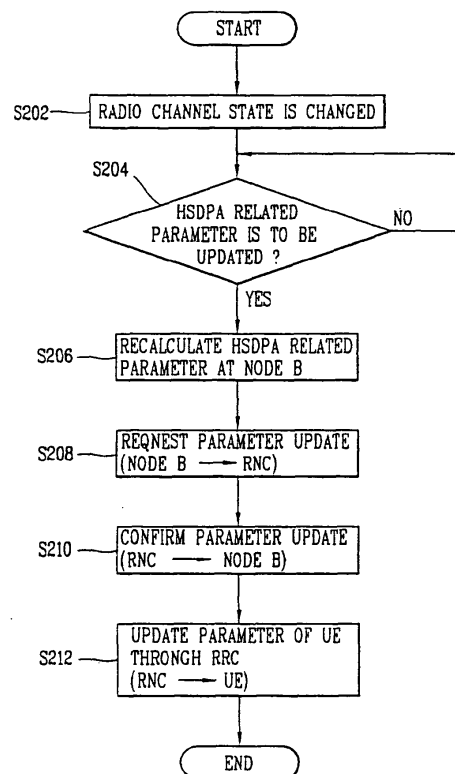 START
S202
RADIO CHANNEL STATE IS CHANGED
S204
HSDPA RELATED
PARAMETER IS TO BE
UPDATED ?
NO
YES
S206
RECALCULATE HSDPA RELATED
PARAMETER AT NODE B
S208
REQNEST PARAMETER UPDATE
(NODE B → RNC)
S210
CONFIRM PARAMETER UPDATE
(RNC → NODE B)
S212
UPDATE PARAMETER OF UE
THRONGH RRC
(RNC → UE)
END